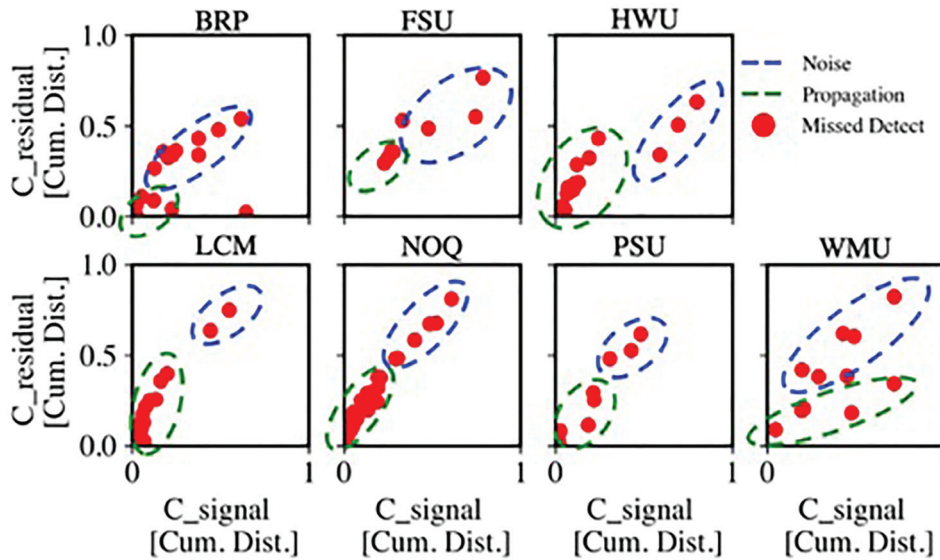 BRP FSU HWU
1.0
0.5
0.0
C_residual
[Cum. Dist.]
Noise
Propagation
Missed Detect
LCM NOQ PSU WMU
1.0
0.5
0.0
C_residual
[Cum. Dist.]
0 1 0 1 0 1 0
C_signal C_signal C_signal C_signal
[Cum. Dist.] [Cum. Dist.] [Cum. Dist.] [Cum. Dist.]